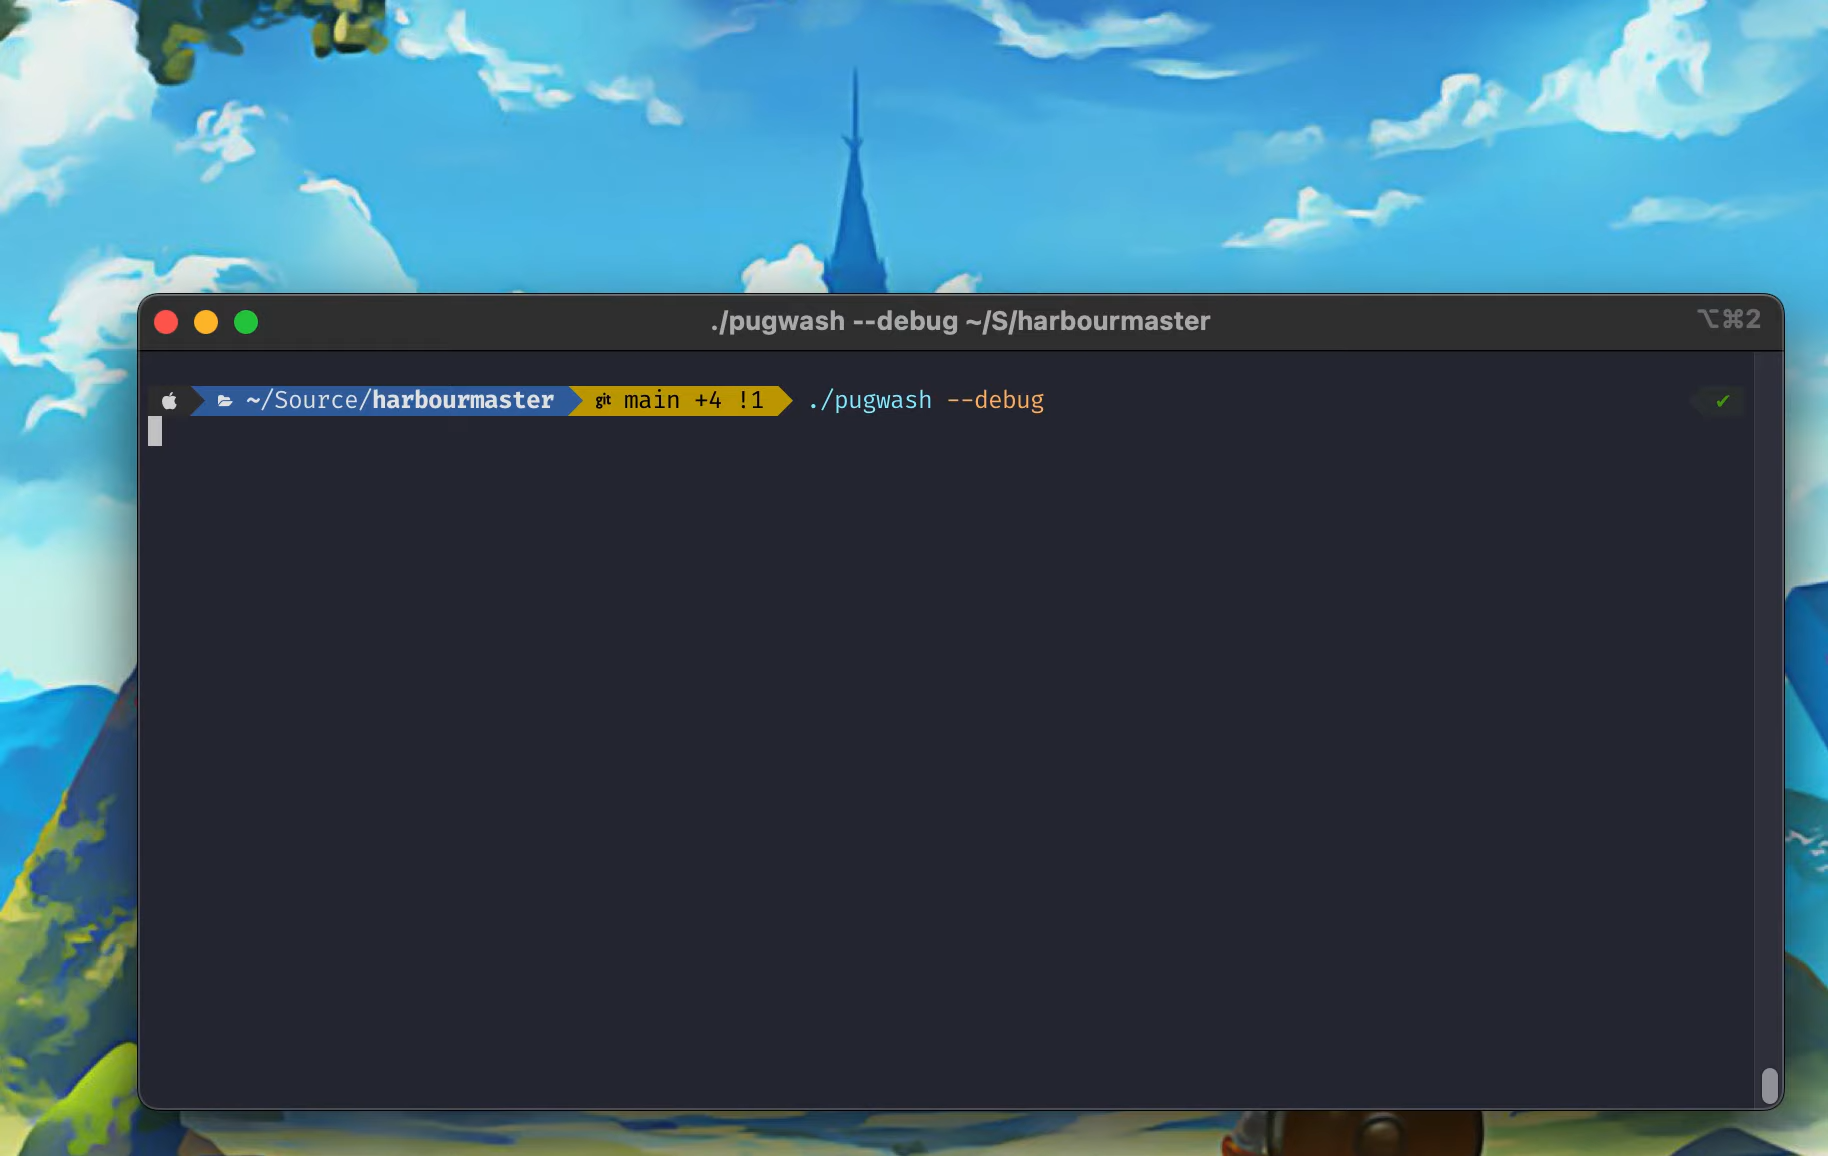 ./pugwash --debug ~/S/harbourmaster
⌥⌘2
~/Source/harbourmaster git main +4 !1 ./pugwash --debug ✔